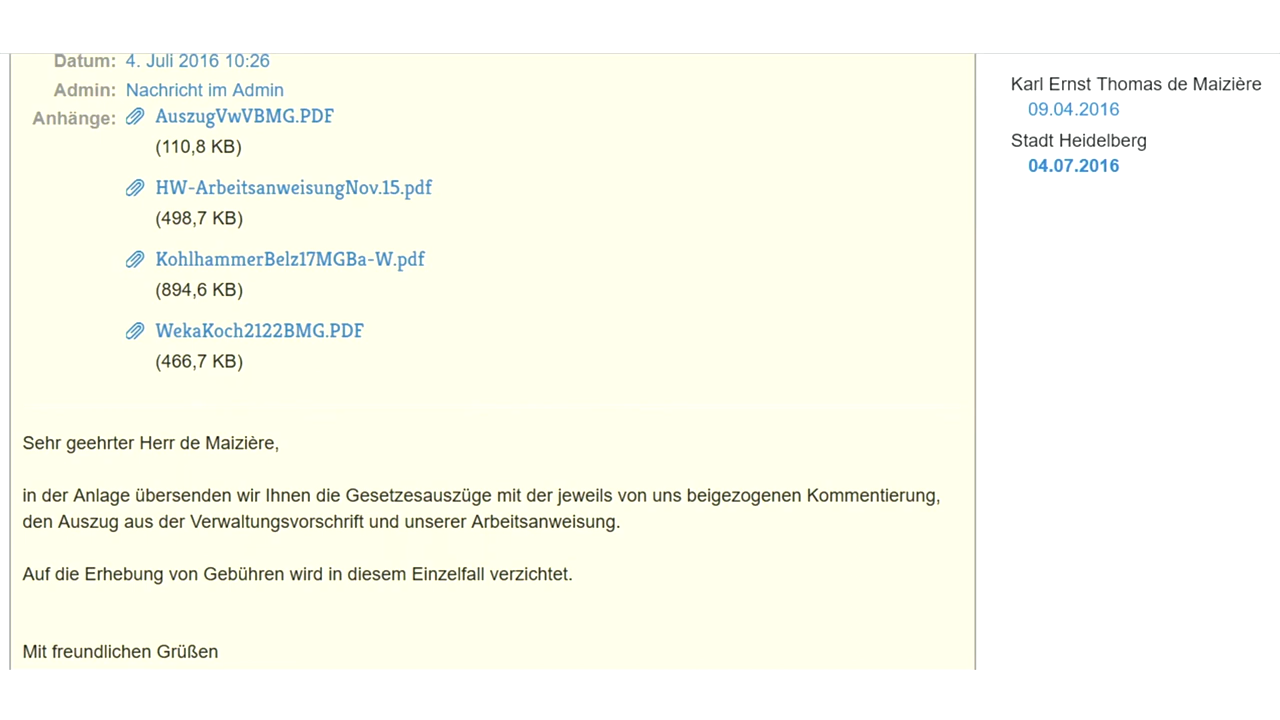 Datum: 4. Juli 2016 10:26
Admin: Nachricht im Admin
Anhänge: AuszugVwVBMG.PDF
(110,8 KB)
HW-ArbeitsanweisungNov.15.pdf
(498,7 KB)
KohlhammerBelz17MGBa-W.pdf
(894,6 KB)
WekaKoch2122BMG.PDF
(466,7 KB)
Sehr geehrter Herr de Maizière,
in der Anlage übersenden wir Ihnen die Gesetzesauszüge mit der jeweils von uns beigezogenen Kommentierung,
den Auszug aus der Verwaltungsvorschrift und unserer Arbeitsanweisung.
Auf die Erhebung von Gebühren wird in diesem Einzelfall verzichtet.
Mit freundlichen Grüßen
Karl Ernst Thomas de Maizière
09.04.2016
Stadt Heidelberg
04.07.2016